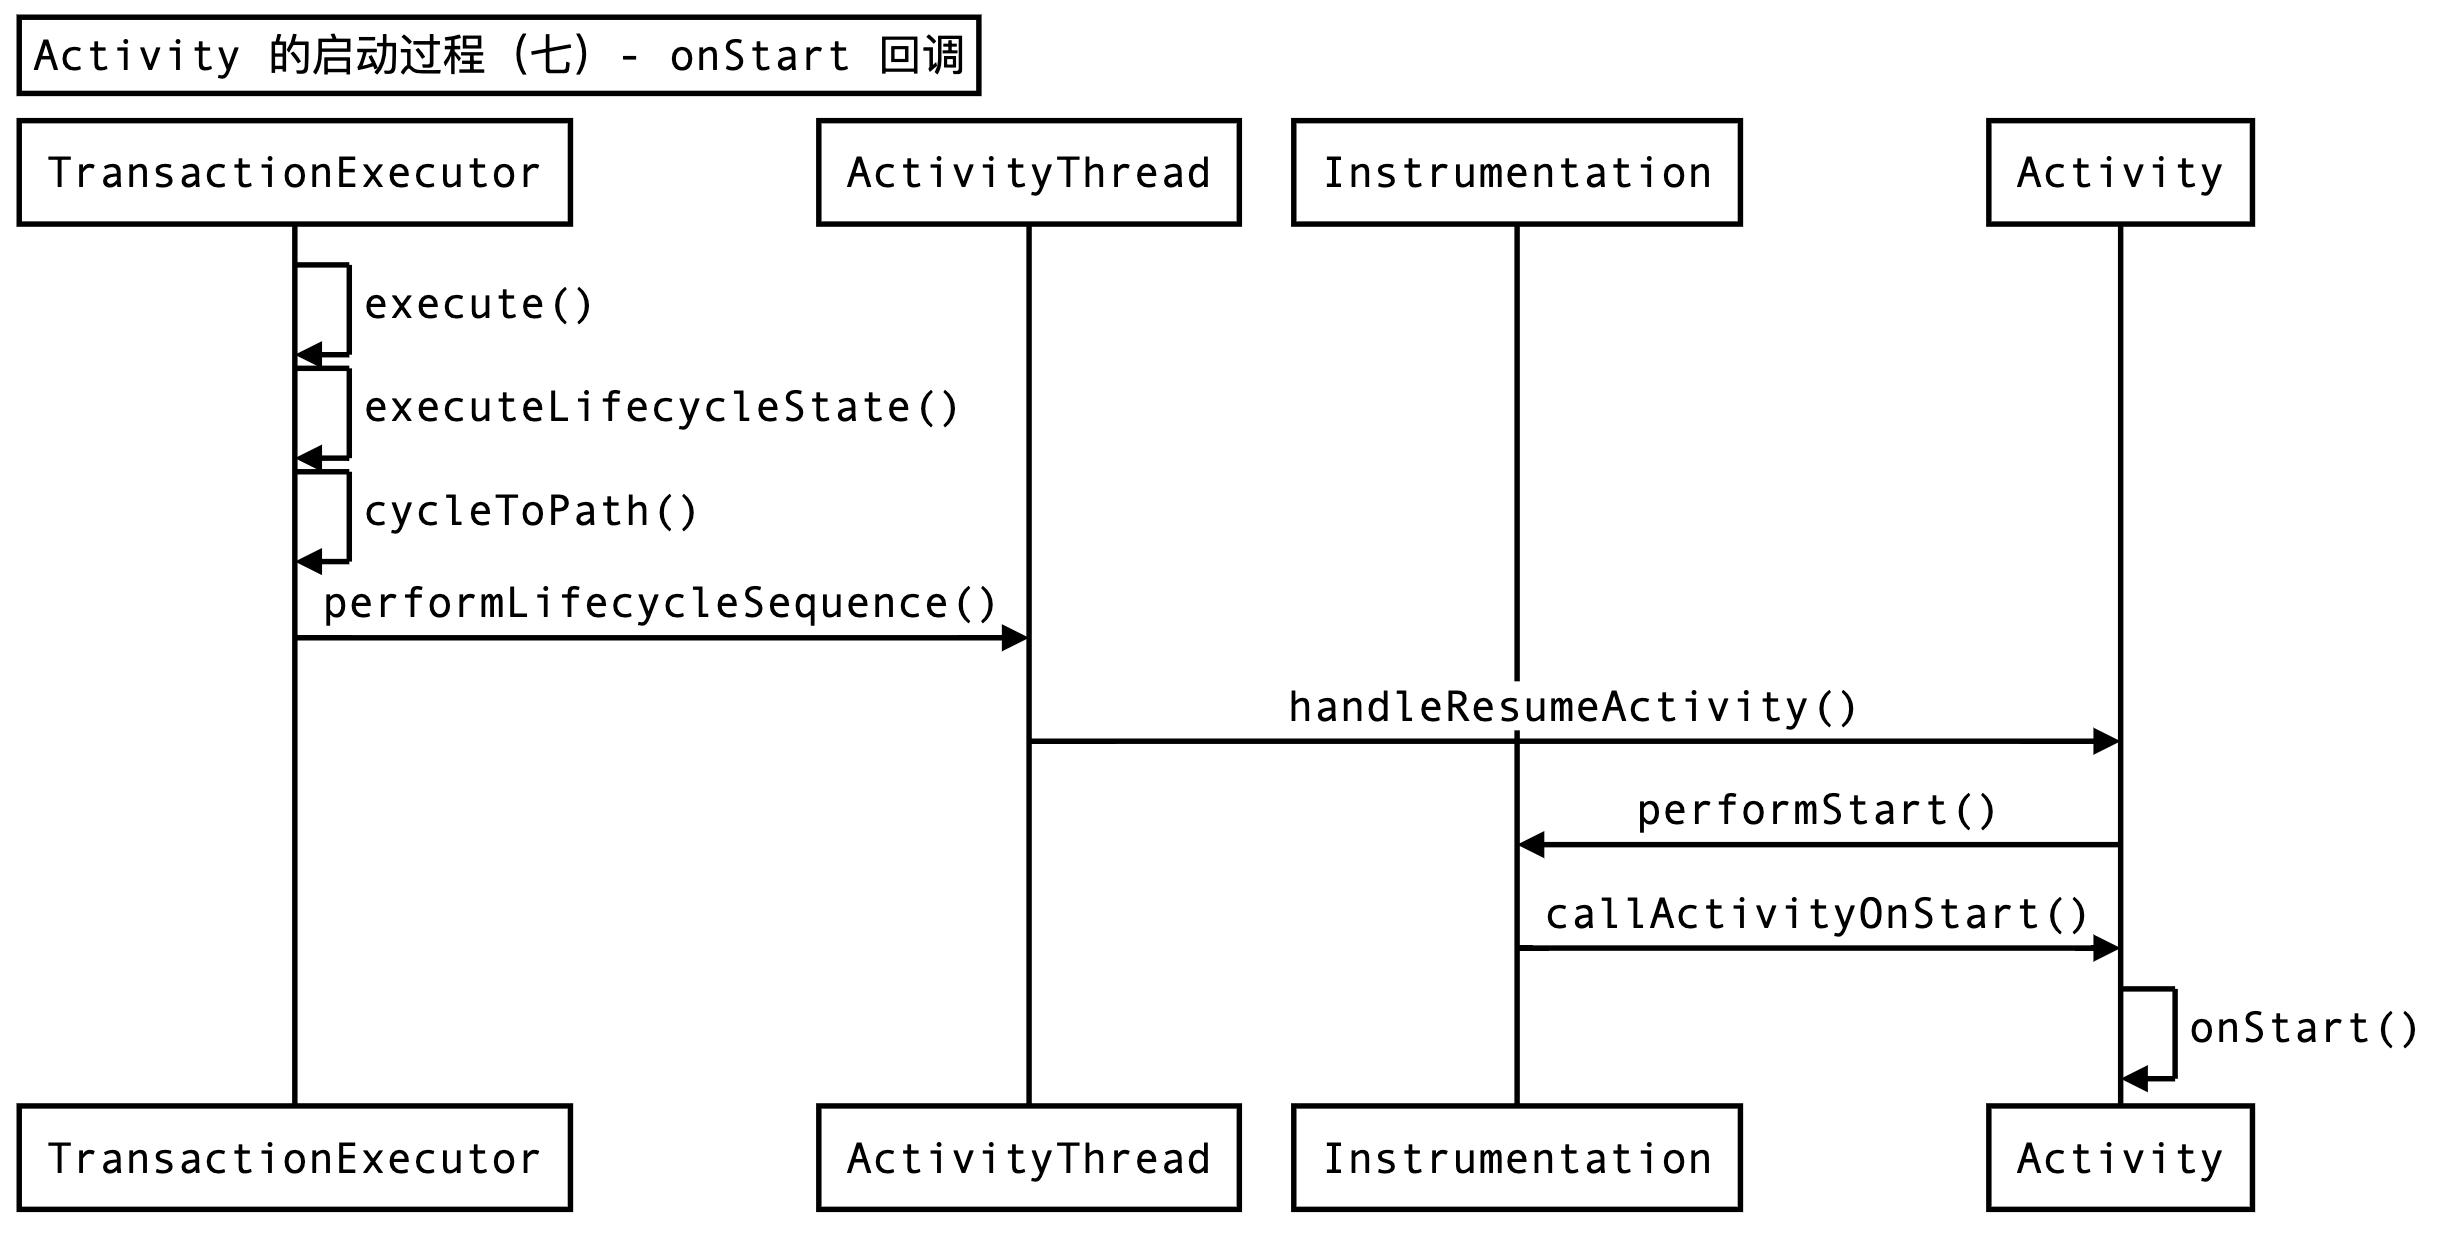 Activity 的启动过程（七）- onStart 回调
TransactionExecutor
ActivityThread
Instrumentation
Activity
execute()
executeLifecycleState()
cycleToPath()
performLifecycleSequence()
handleResumeActivity()
performStart()
callActivityOnStart()
onStart()
TransactionExecutor
ActivityThread
Instrumentation
Activity